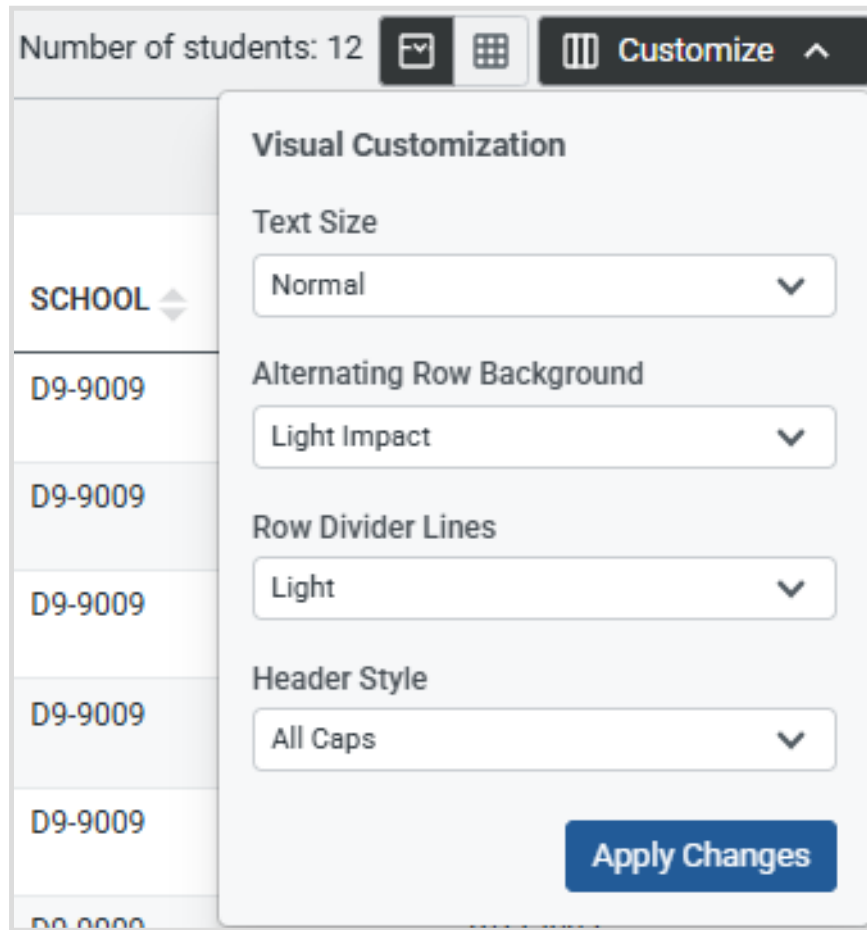 Number of students: 12
Customize
Visual Customization
Text Size
Normal
SCHOOL
Alternating Row Background
D9-9009
Light Impact
D9-9009
Row Divider Lines
Light
D9-9009
Header Style
D9-9009
All Caps
D9-9009
Apply Changes